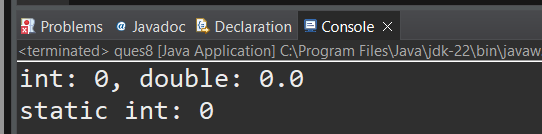 Problems @ Javadoc Declaration Console
<terminated> ques8 [Java Application] C:\Program Files\Java\jdk-22\bin\javaw
int: 0, double: 0.0
static int: 0